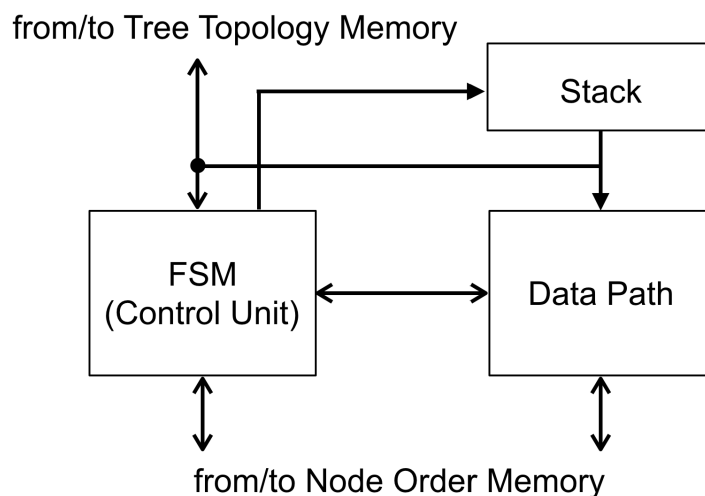 from/to Tree Topology Memory
Stack
FSM
(Control Unit)
Data Path
from/to Node Order Memory